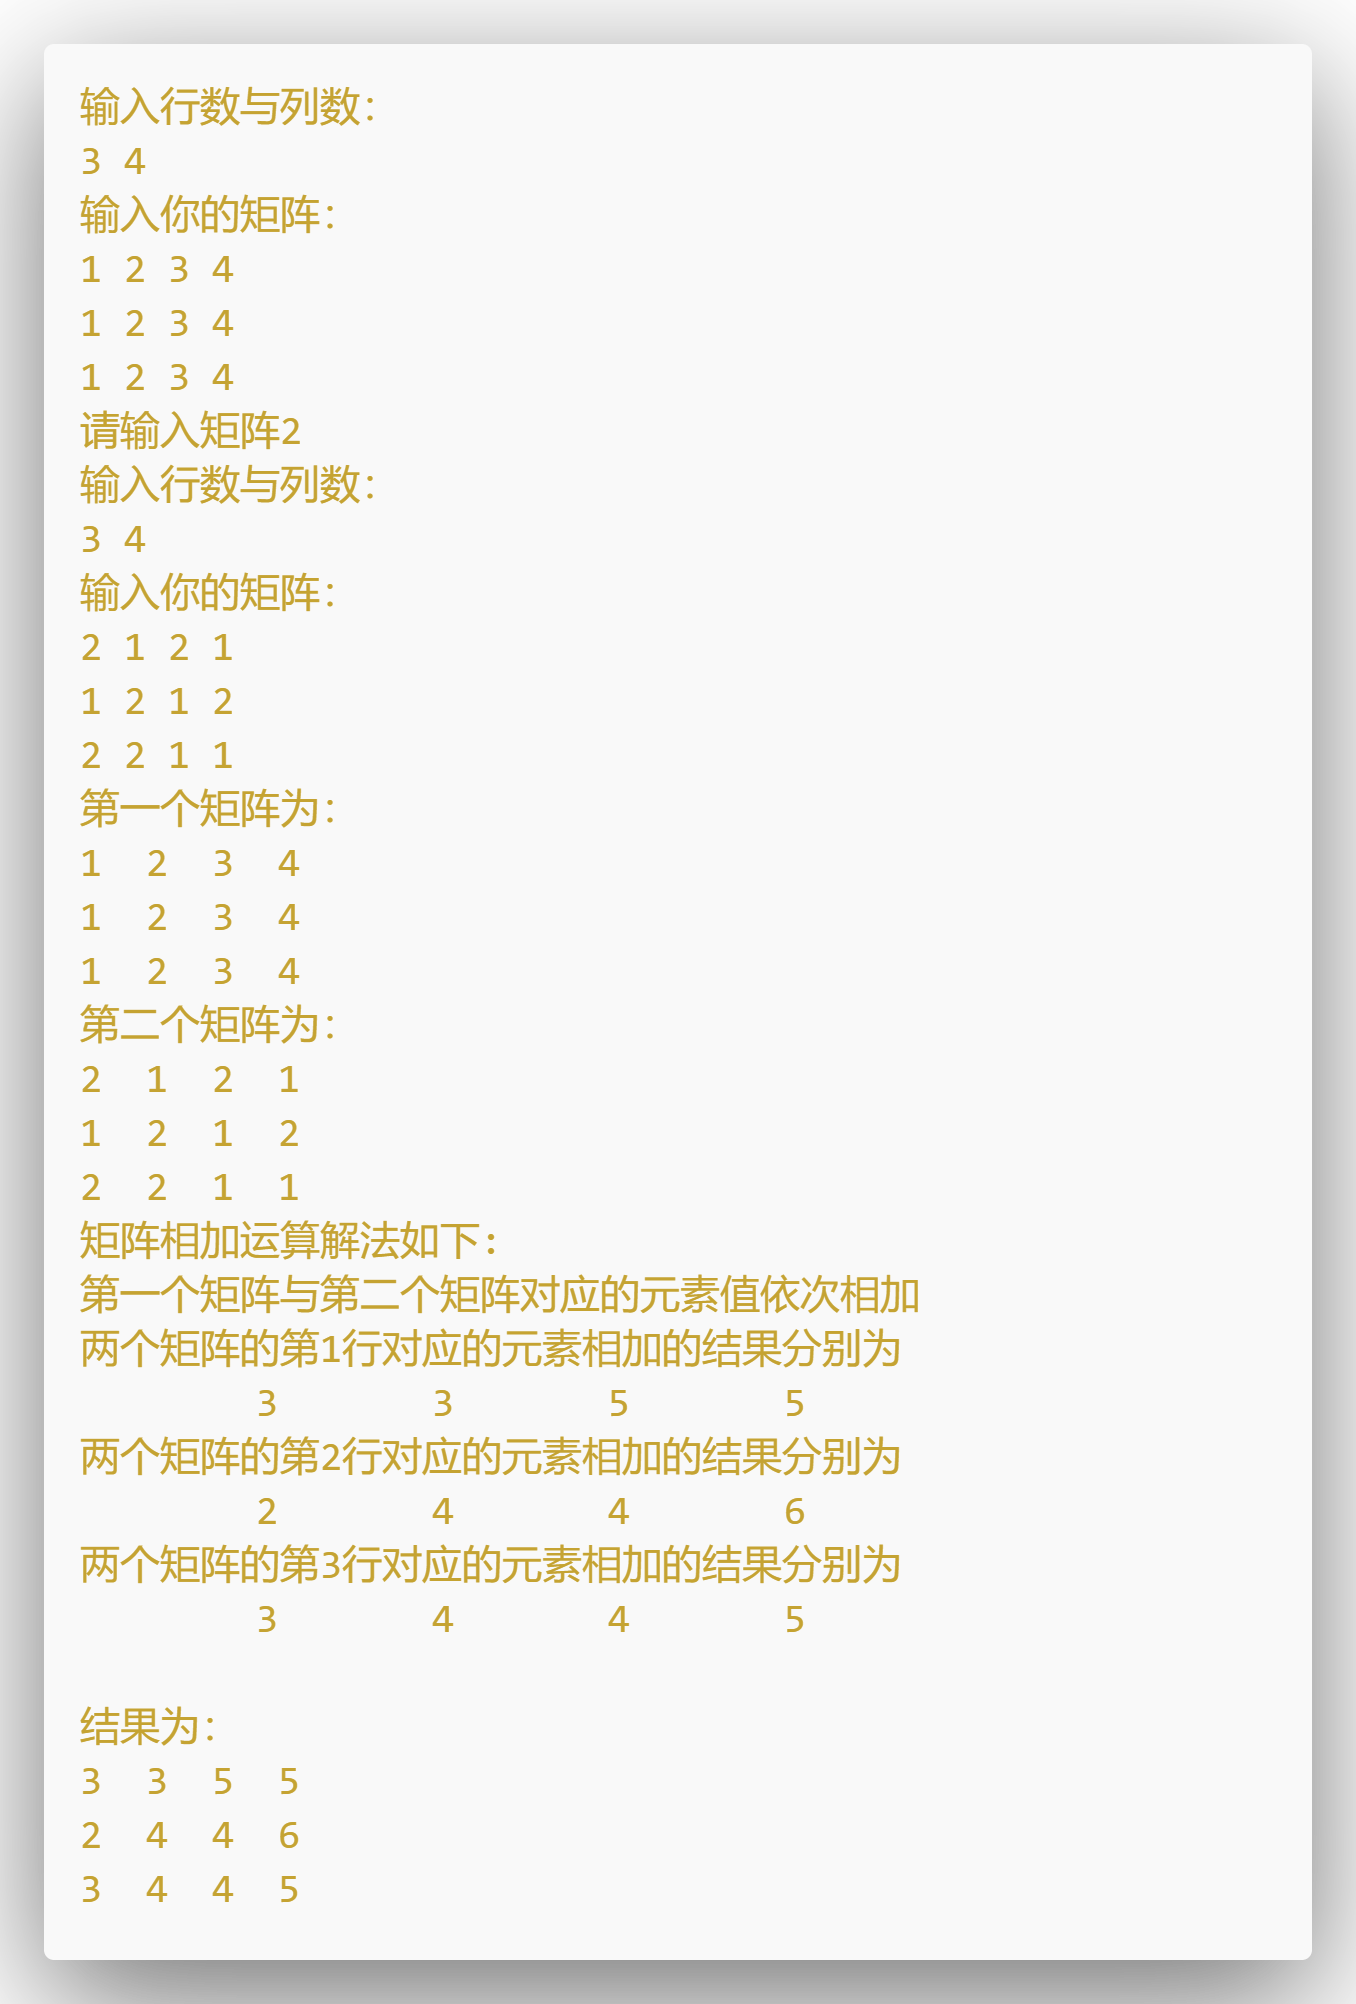 输入行数与列数:
3 4
输入你的矩阵:
1 2 3 4
1 2 3 4
1 2 3 4
请输入矩阵2
输入行数与列数:
3 4
输入你的矩阵:
2 1 2 1
1 2 1 2
2 2 1 1
第一个矩阵为:
1  2  3  4
1  2  3  4
1  2  3  4
第二个矩阵为:
2  1  2  1
1  2  1  2
2  2  1  1
矩阵相加运算解法如下:
第一个矩阵与第二个矩阵对应的元素值依次相加
两个矩阵的第1行对应的元素相加的结果分别为
        3       3       5       5
两个矩阵的第2行对应的元素相加的结果分别为
        2       4       4       6
两个矩阵的第3行对应的元素相加的结果分别为
        3       4       4       5
结果为:
3  3  5  5
2  4  4  6
3  4  4  5